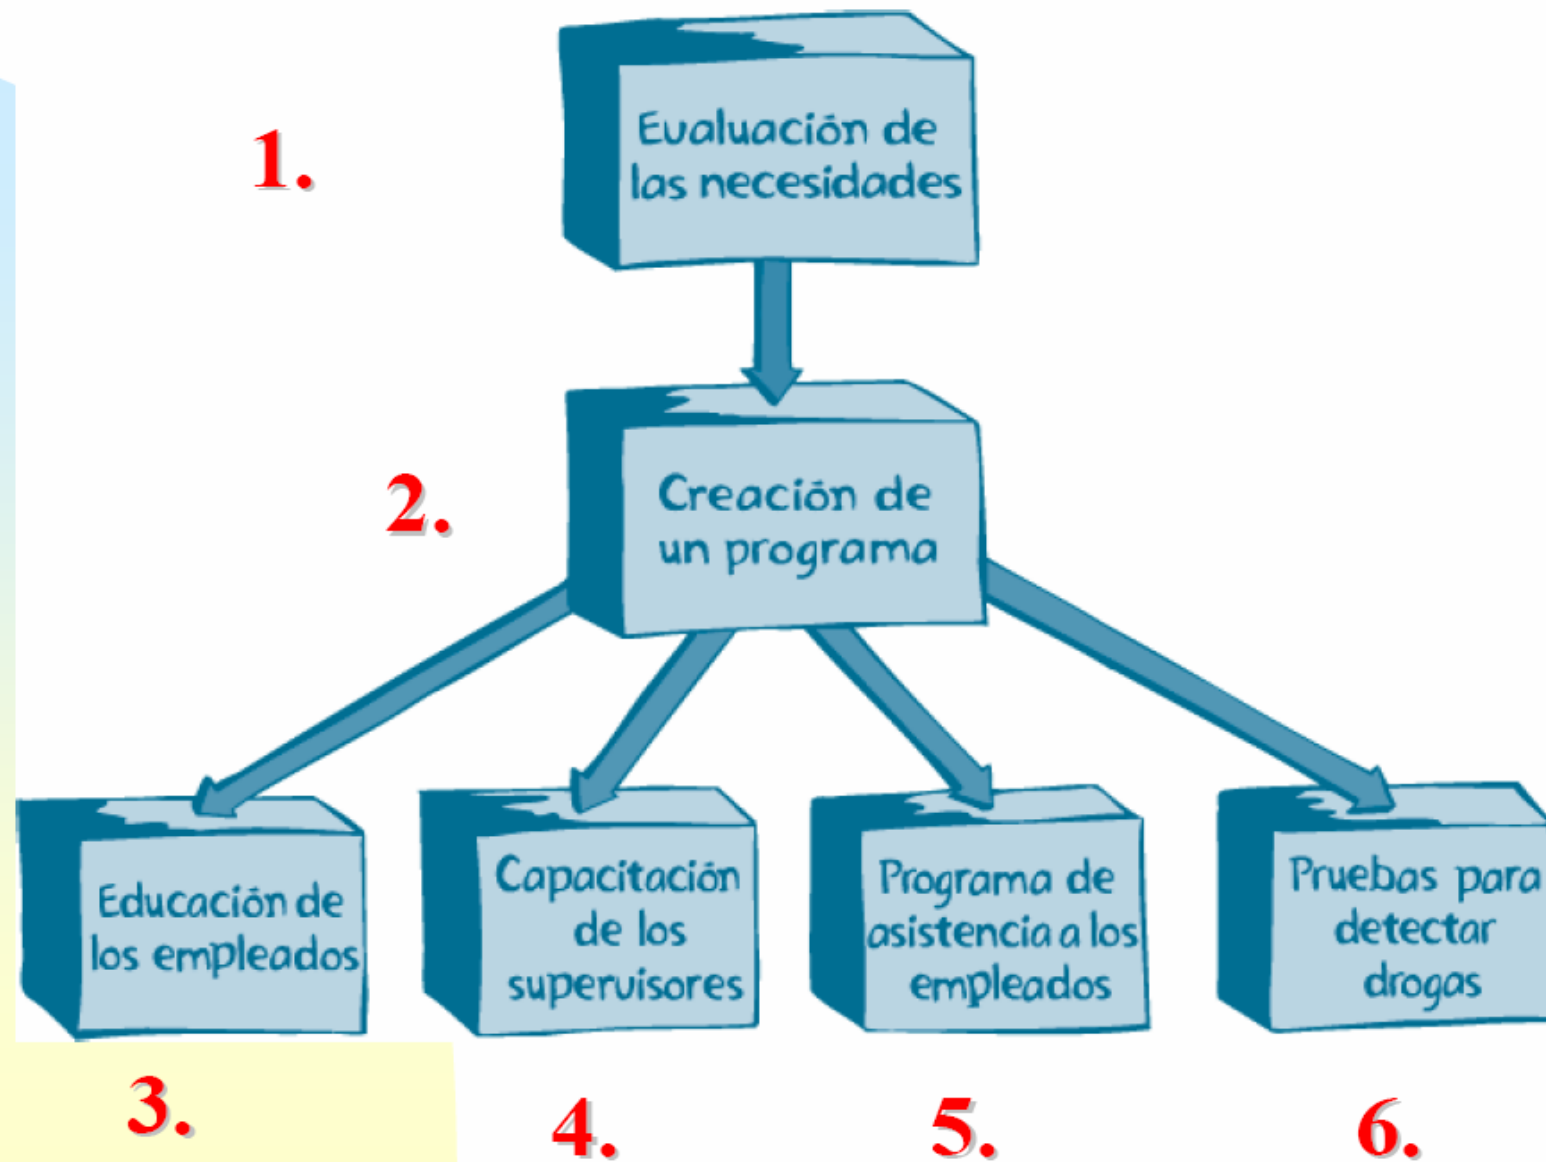 1.
Evaluación de
las necesidades
2.
Creación de
un programa
Educación de
los empleados
Capacitación
de los
supervisores
Programa de
asistencia a los
empleados
Pruebas para
detectar
drogas
3.
4.
5.
6.